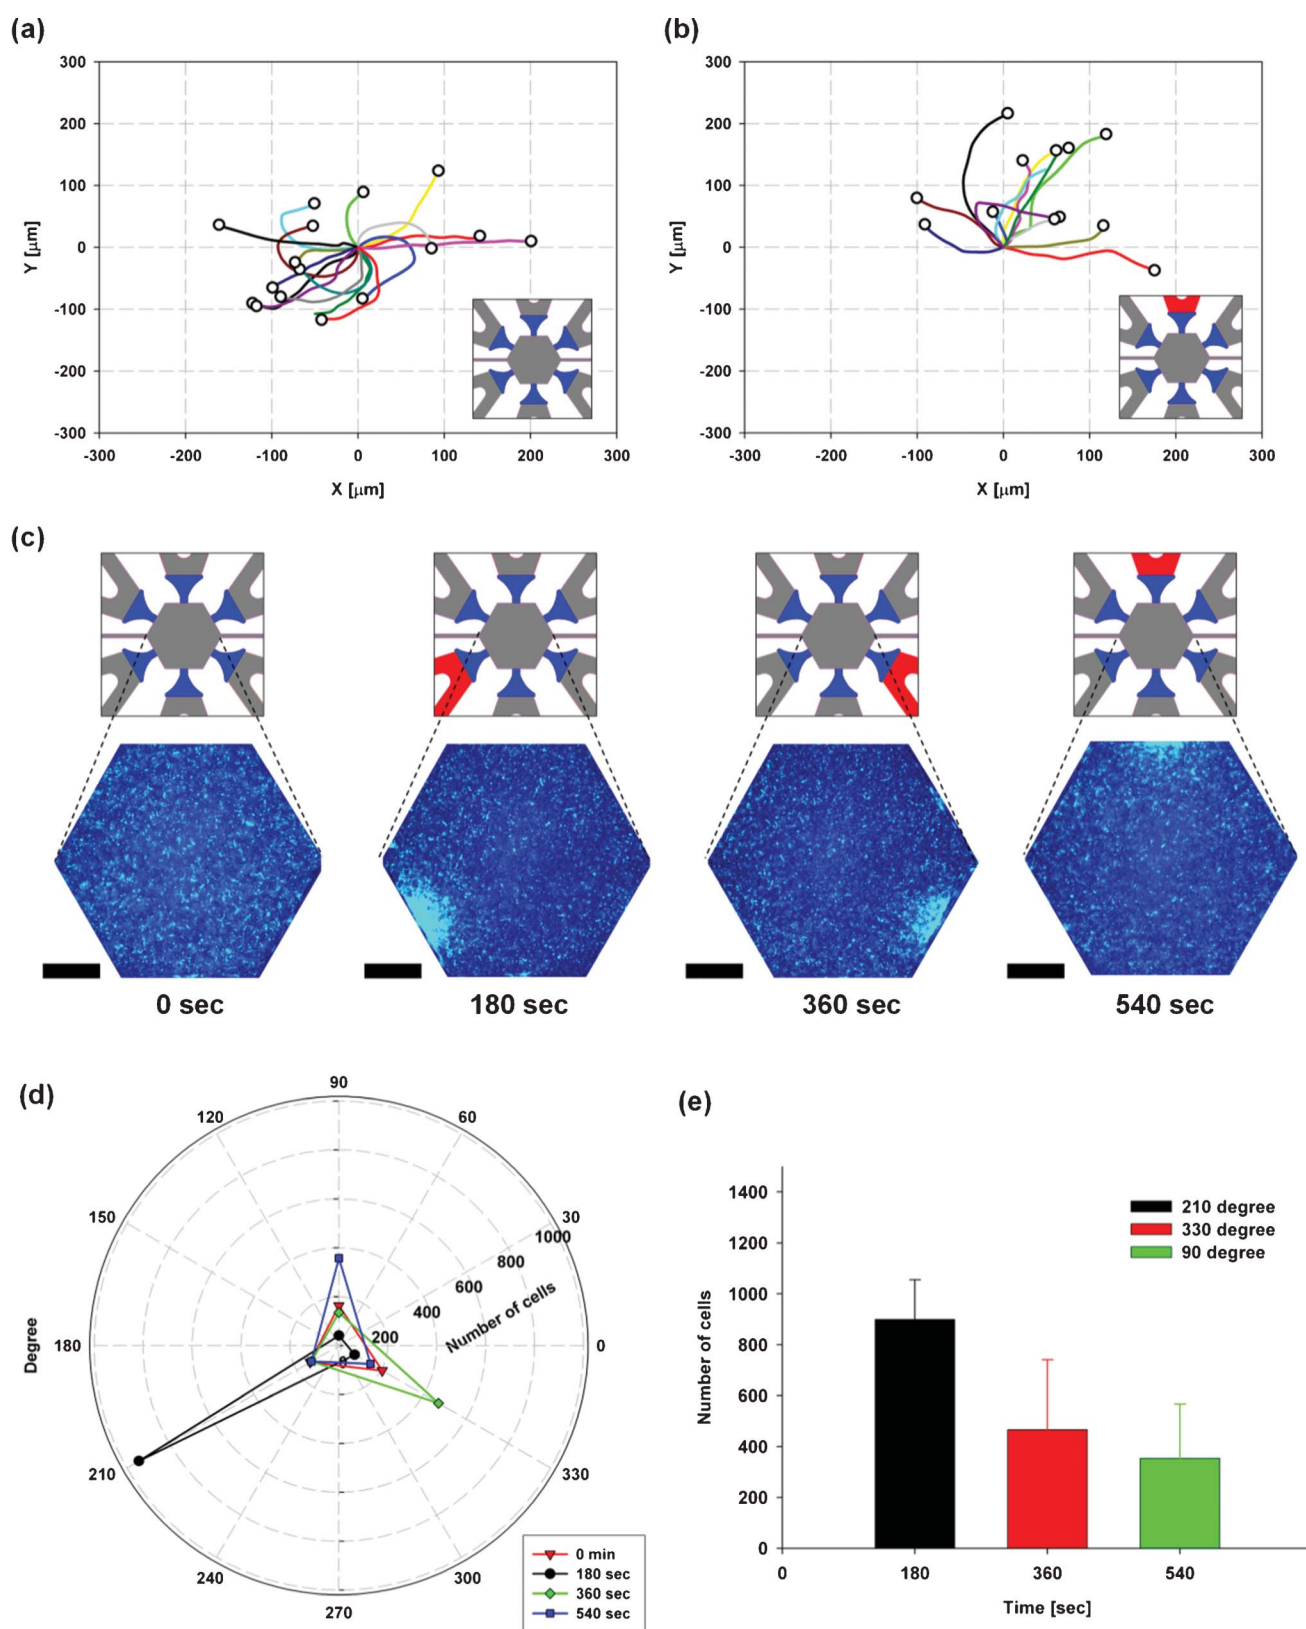 (a)
300
200
100
0
-100
-200
-300
Y [μm]
-300 -200 -100 0 100 200 300
X [μm]
(b)
300
200
100
0
-100
-200
-300
Y [μm]
-300 -200 -100 0 100 200 300
X [μm]
(c)
0 sec
180 sec
360 sec
540 sec
(d)
90
120
60
150
30
1000
800
600
400
200
Number of cells
Degree
180
0
210
330
240
300
270
0 min
180 sec
360 sec
540 sec
(e)
1400
1200
1000
800
600
400
200
0
Number of cells
210 degree
330 degree
90 degree
0 180 360 540
Time [sec]